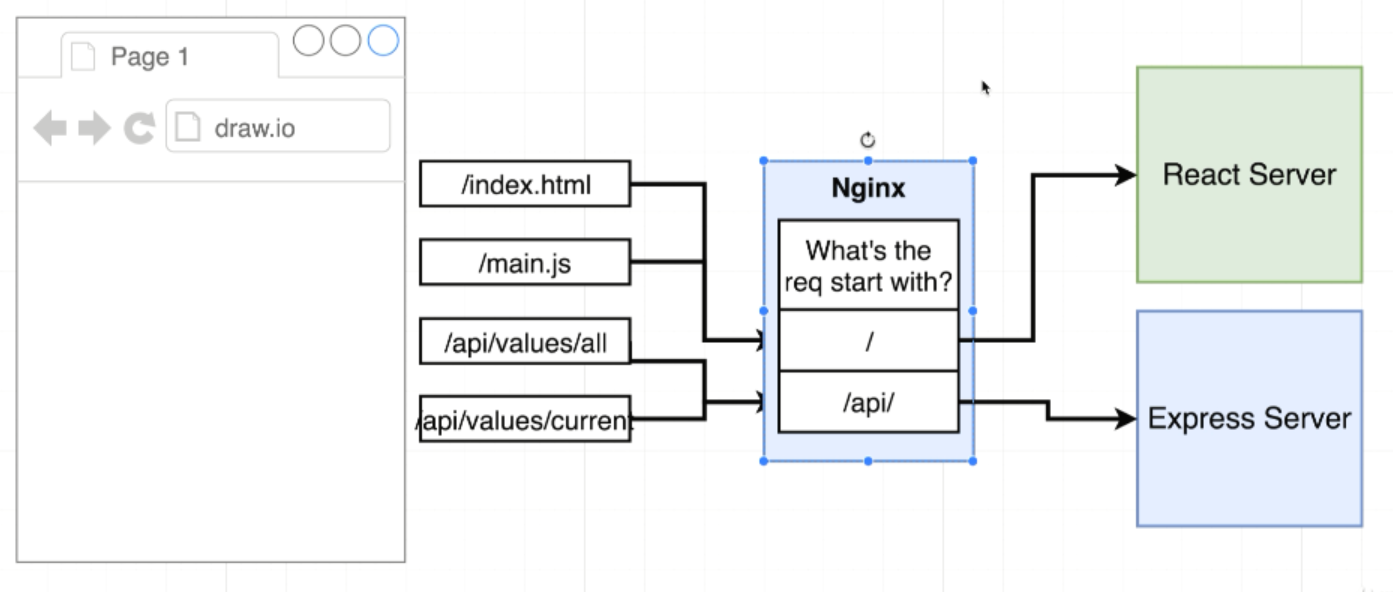 Page 1
draw.io
/index.html
/main.js
/api/values/all
/api/values/current
Nginx
What's the
req start with?
/
/api/
React Server
Express Server